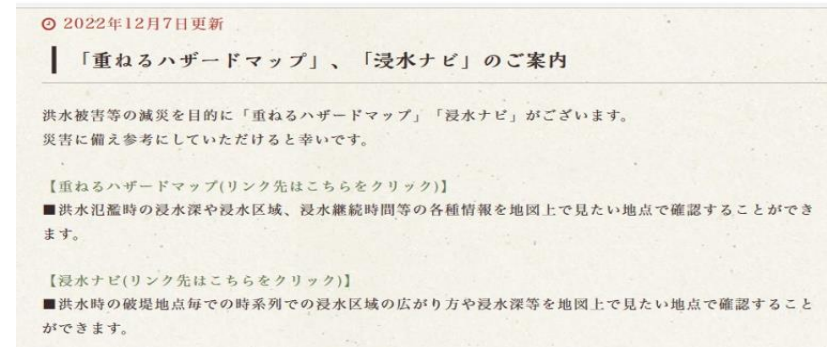 2022年12月7日更新
「重ねるハザードマップ」、「浸水ナビ」のご案内
洪水被害等の減災を目的に「重ねるハザードマップ」「浸水ナビ」がございます。
災害に備え参考にしていただけると幸いです。
【重ねるハザードマップ(リンク先はこちらをクリック)】
■洪水氾濫時の浸水深や浸水区域、浸水継続時間等の各種情報を地図上で見たい地点で確認することができ
ます。
【浸水ナビ(リンク先はこちらをクリック)】
■洪水時の破堤地点毎での時系列での浸水区域の広がり方や浸水深等を地図上で見たい地点で確認すること
ができます。